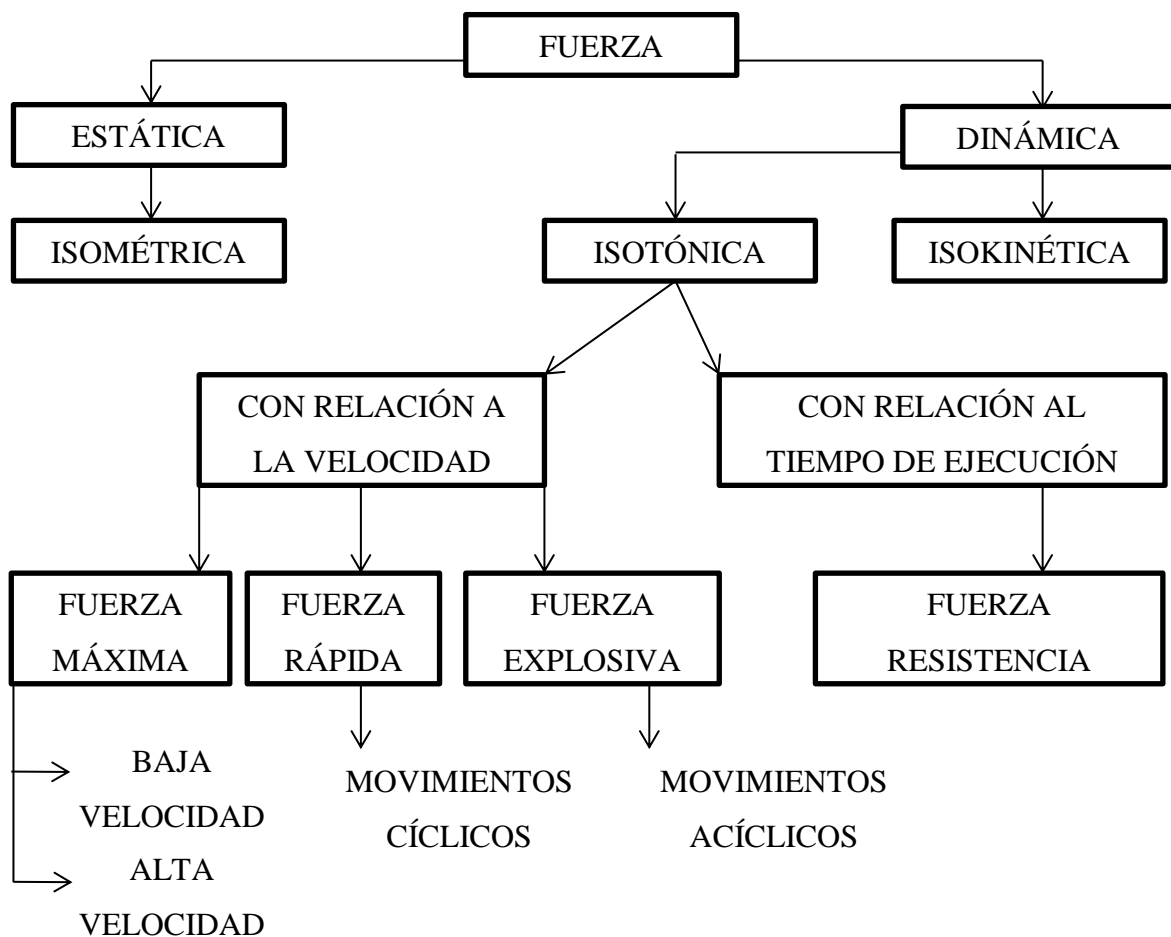 FUERZA
ESTÁTICA
DINÁMICA
ISOMÉTRICA
ISOTÓNICA
ISOKINÉTICA
CON RELACIÓN A
LA VELOCIDAD
CON RELACIÓN AL
TIEMPO DE EJECUCIÓN
FUERZA
MÁXIMA
FUERZA
RÁPIDA
FUERZA
EXPLOSIVA
FUERZA
RESISTENCIA
BAJA
VELOCIDAD
ALTA
VELOCIDAD
MOVIMIENTOS
CÍCLICOS
MOVIMIENTOS
ACÍCLICOS